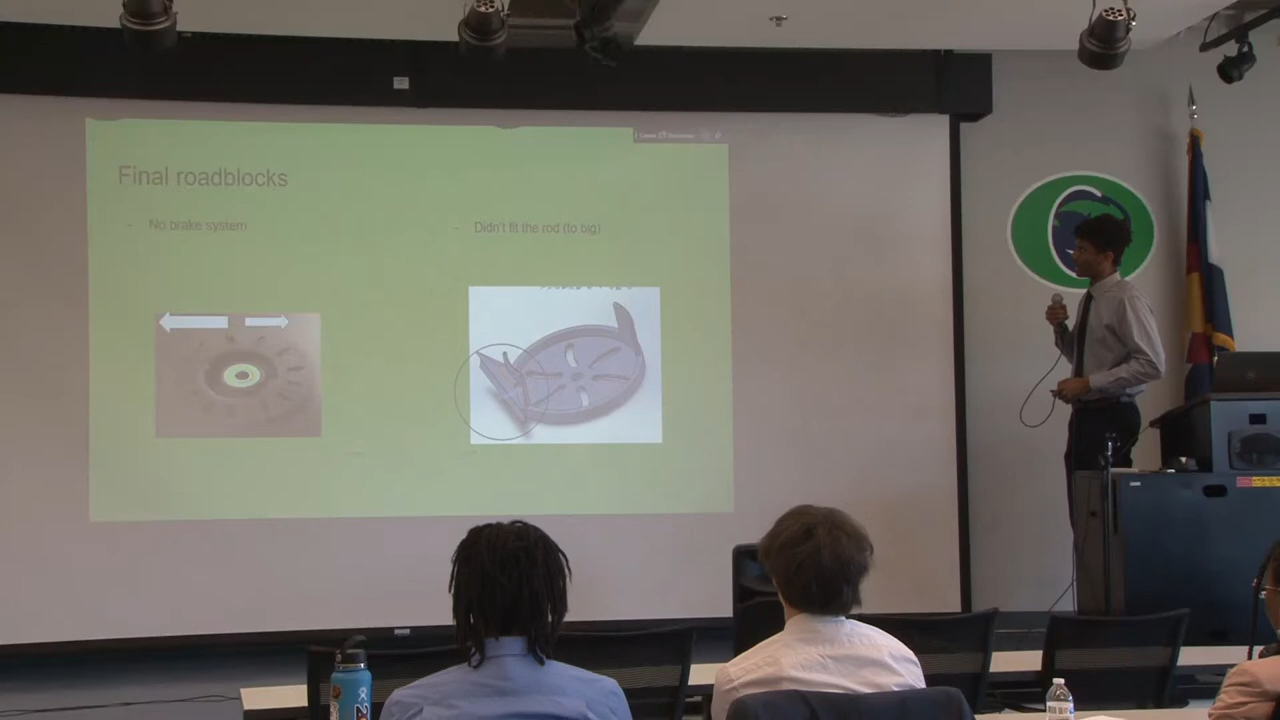 Final roadblocks
- No brake system
- Didn't fit the rod (to big)